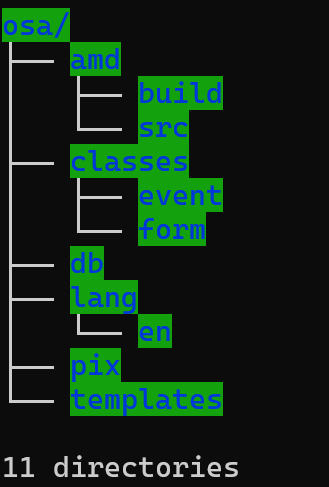 osa/
├── amd
│   ├── build
│   └── src
├── classes
│   ├── event
│   └── form
├── db
├── lang
│   └── en
├── pix
└── templates
11 directories